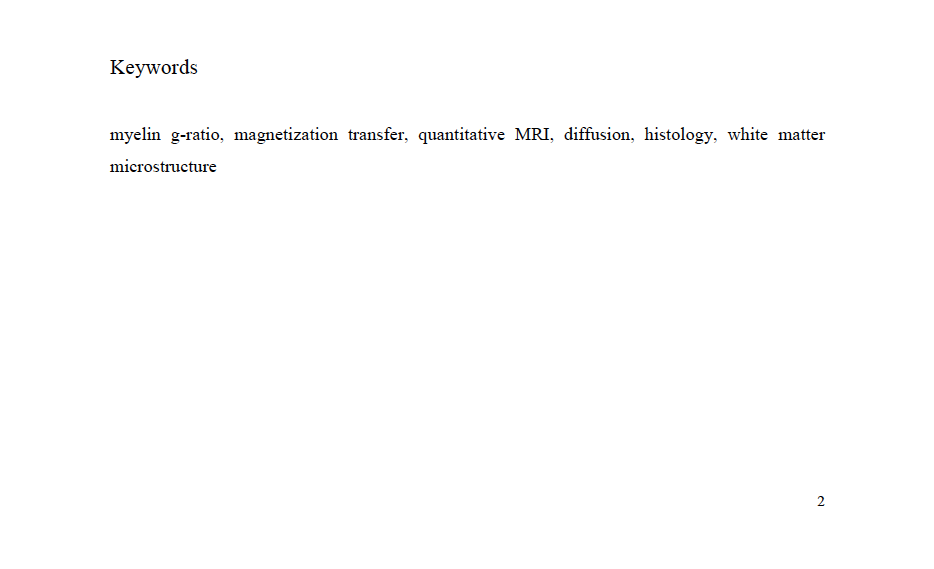 Keywords
myelin g-ratio, magnetization transfer, quantitative MRI, diffusion, histology, white matter
microstructure
2